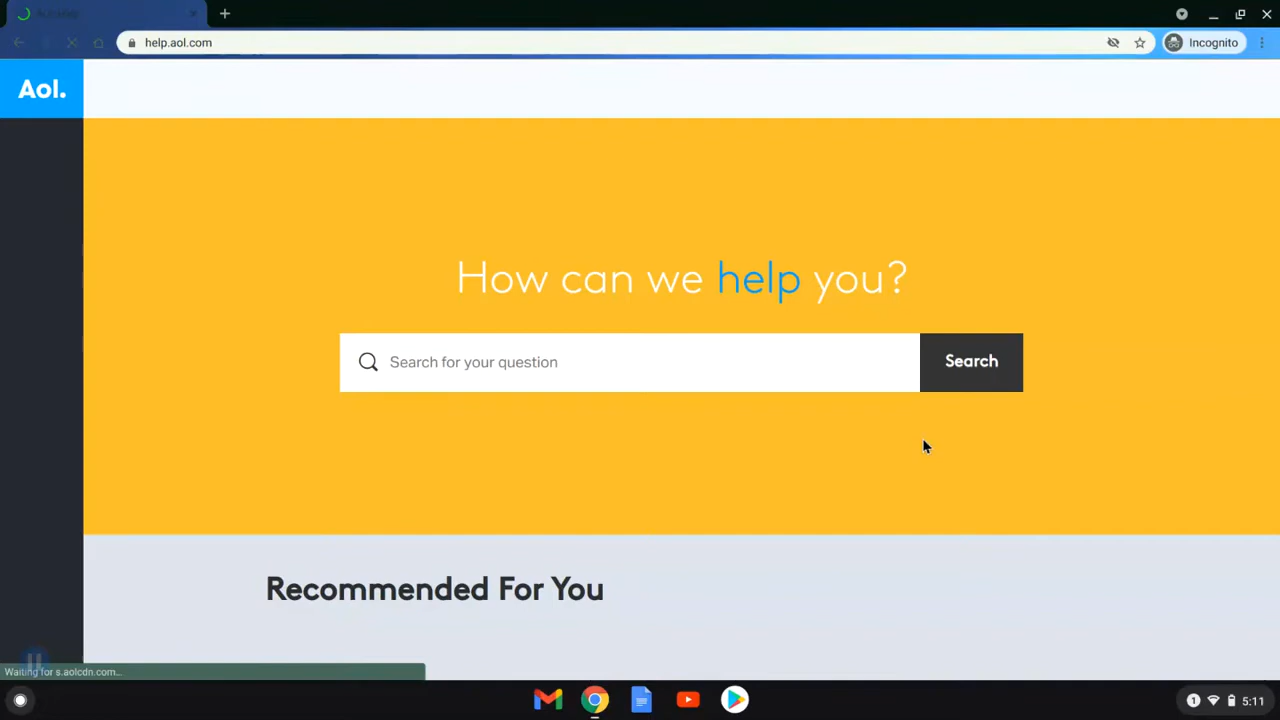 help.aol.com
Incognito
Aol.
How can we help you?
Search for your question
Search
Recommended For You
Waiting for s.aolcdn.com...
1
5:11